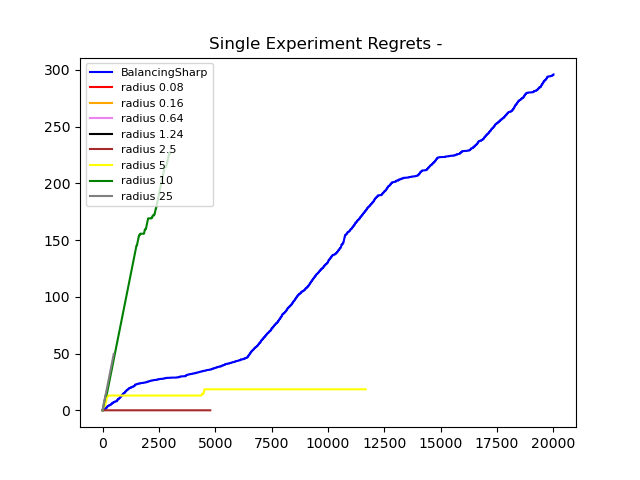 Single Experiment Regrets -
300
250
200
150
100
50
0
BalancingSharp
radius 0.08
radius 0.16
radius 0.64
radius 1.24
radius 2.5
radius 5
radius 10
radius 25
0 2500 5000 7500 10000 12500 15000 17500 20000